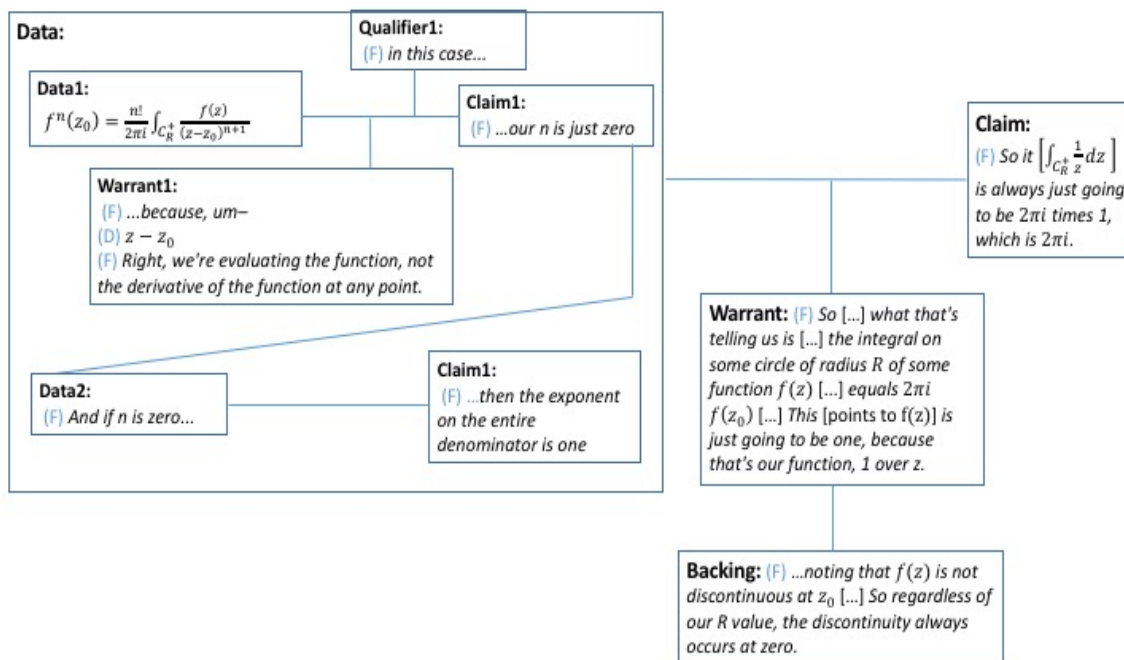 Data:
Qualifier1:
(F) in this case...
Data1:
fⁿ(z₀) = n!/2πi ∫_{C_R^+} f(z)/(z−z₀)ⁿ⁺¹
Claim1:
(F) ...our n is just zero
Warrant1:
(F) ...because, um–
(D) z − z₀
(F) Right, we're evaluating the function, not
the derivative of the function at any point.
Data2:
(F) And if n is zero...
Claim1:
(F) ...then the exponent
on the entire
denominator is one
Claim:
(F) So it [∫_{C_R^+} 1/z dz]
is always just going
to be 2πi times 1,
which is 2πi.
Warrant: (F) So [...] what that's
telling us is [...] the integral on
some circle of radius R of some
function f(z) [...] equals 2πi
f(z₀) [...] This [points to f(z)] is
just going to be one, because
that's our function, 1 over z.
Backing: (F) ...noting that f(z) is not
discontinuous at z₀ [...] So regardless of
our R value, the discontinuity always
occurs at zero.